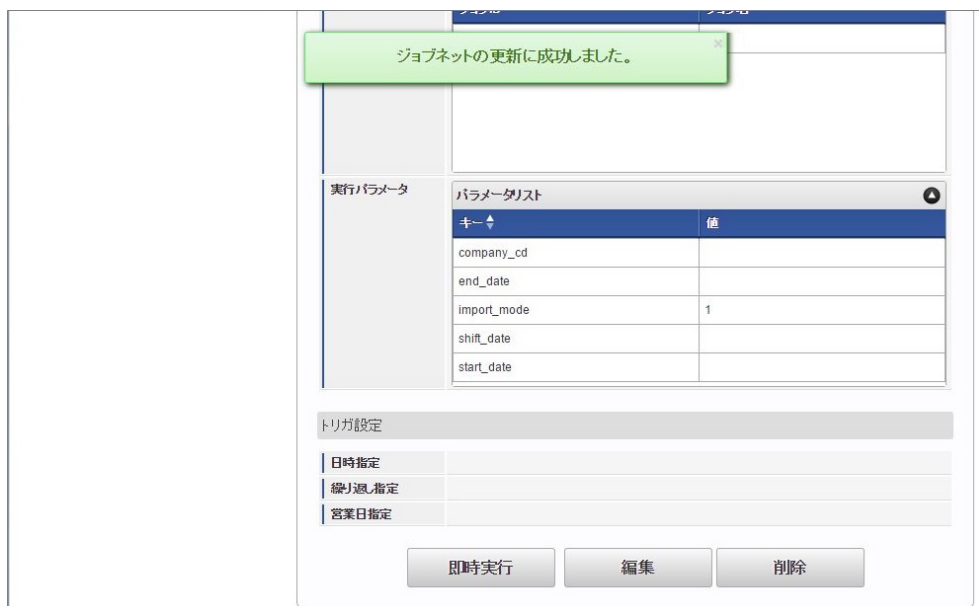 ジョブネットの更新に成功しました。
×
実行パラメータ
パラメータリスト
キー 値
company_cd
end_date
import_mode 1
shift_date
start_date
トリガ設定
日時指定
繰り返し指定
営業日指定
即時実行 編集 削除